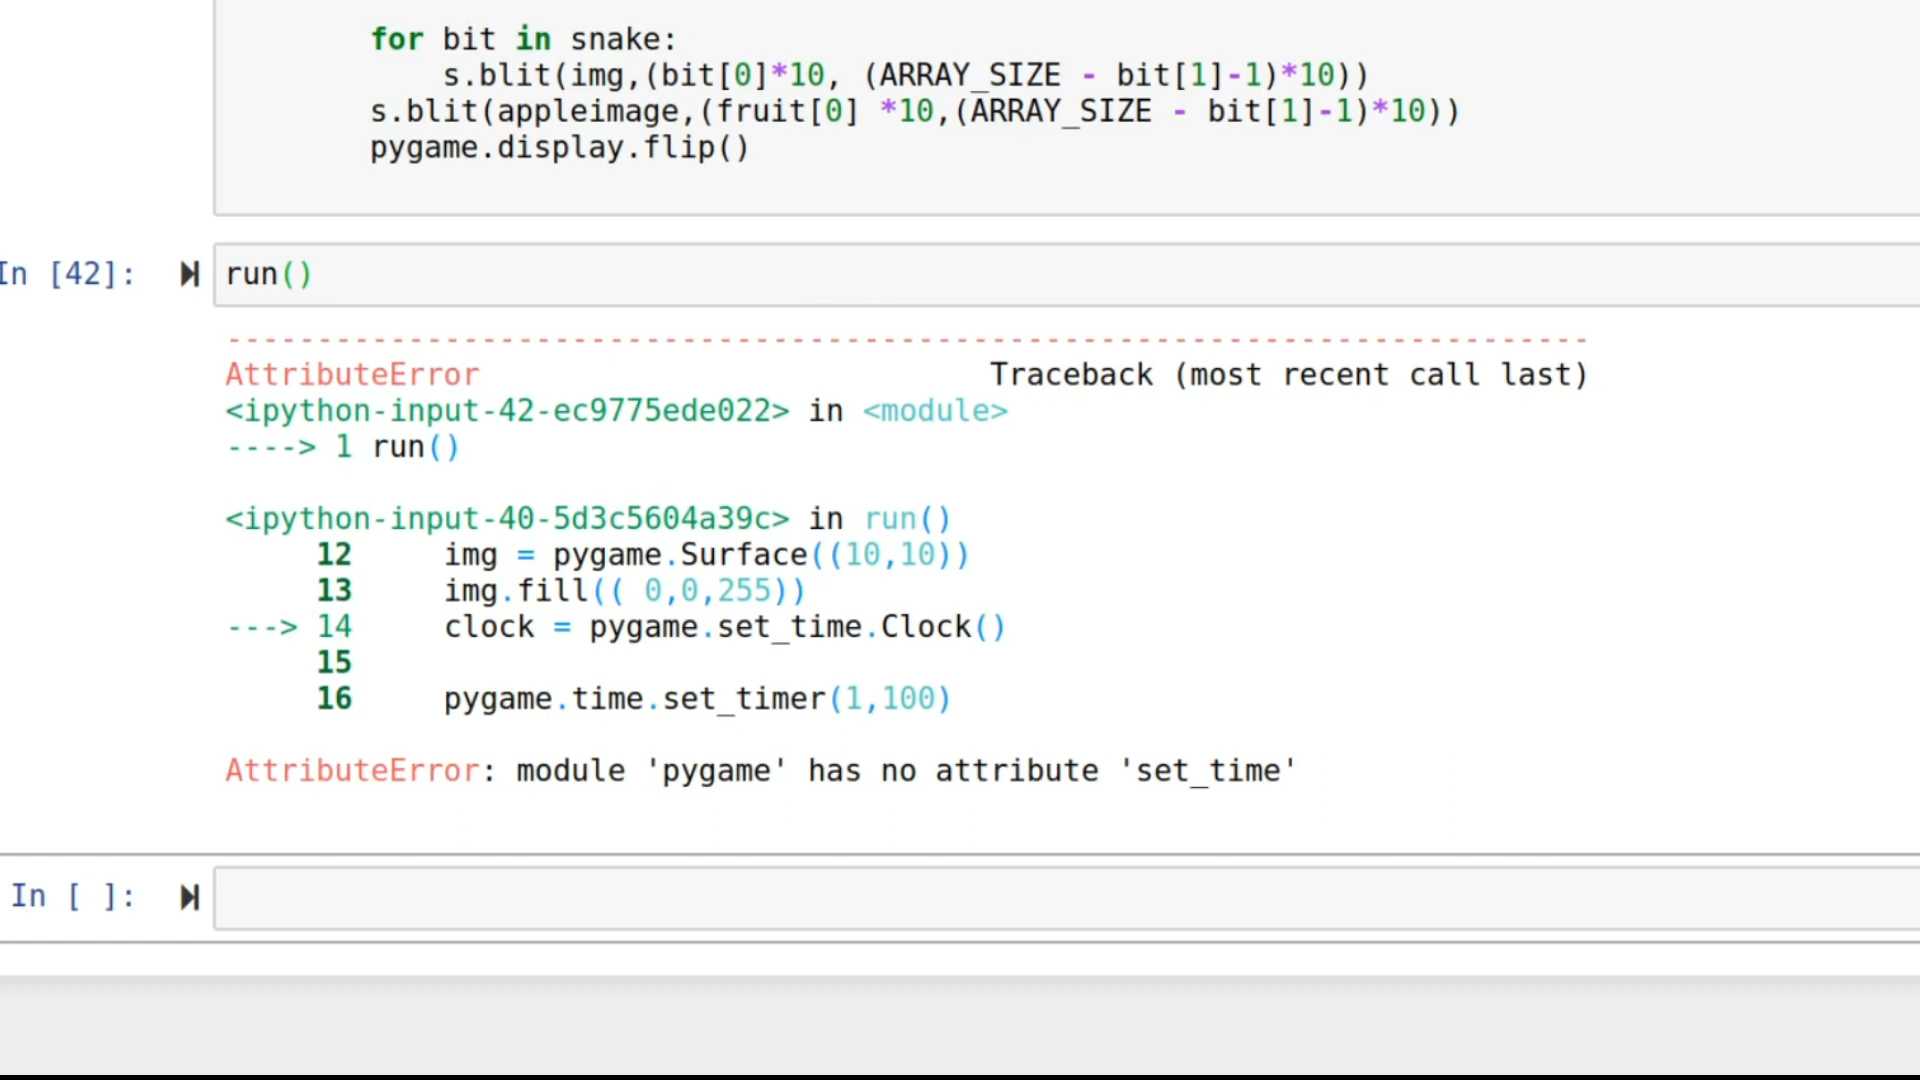 for bit in snake:
s.blit(img,(bit[0]*10, (ARRAY_SIZE - bit[1]-1)*10))
s.blit(appleimage,(fruit[0] *10,(ARRAY_SIZE - bit[1]-1)*10))
pygame.display.flip()
In [42]: run()
---------------------------------------------------------------------------
AttributeError Traceback (most recent call last)
<ipython-input-42-ec9775ede022> in <module>
----> 1 run()
<ipython-input-40-5d3c5604a39c> in run()
12 img = pygame.Surface((10,10))
13 img.fill(( 0,0,255))
---> 14 clock = pygame.set_time.Clock()
15
16 pygame.time.set_timer(1,100)
AttributeError: module 'pygame' has no attribute 'set_time'
In [ ]: